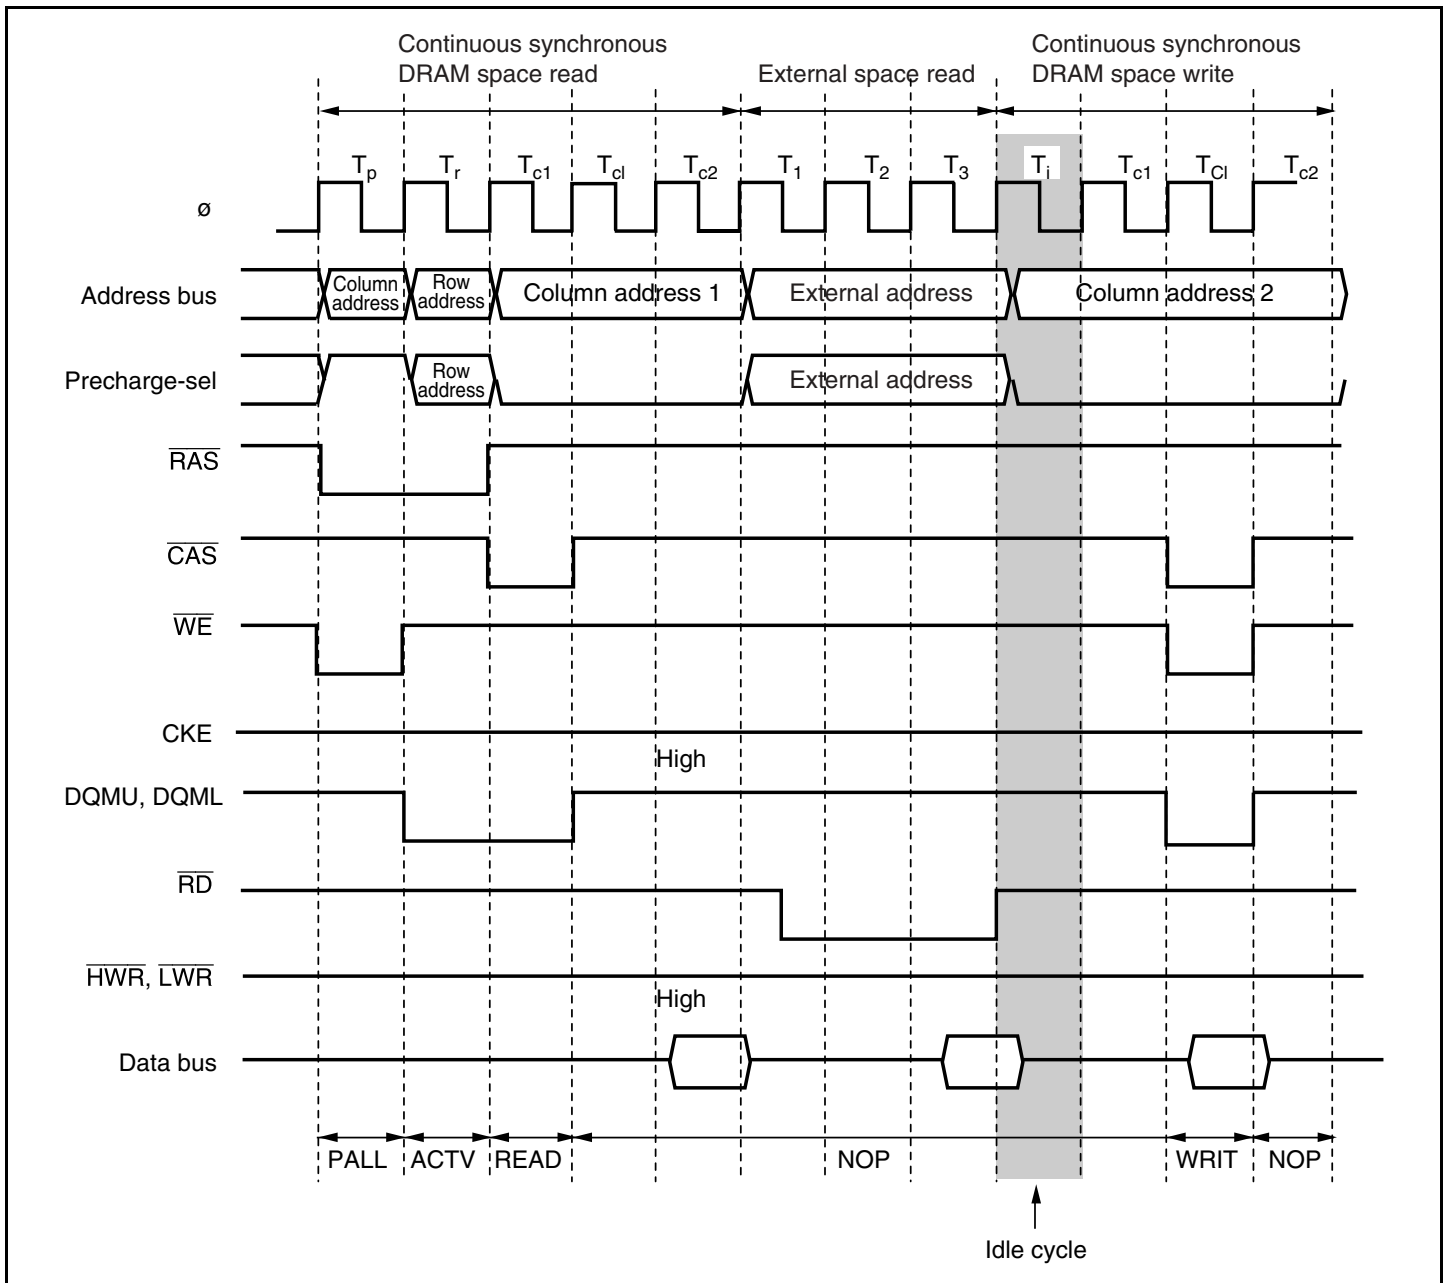 Continuous synchronous
DRAM space read
External space read
Continuous synchronous
DRAM space write
Tp Tr Tc1 Tcl Tc2 T1 T2 T3 Ti Tc1 TCl Tc2
ø
Address bus
Column address
Row address
Column address 1
External address
Column address 2
Precharge-sel
Row address
External address
RAS
CAS
WE
CKE
High
DQMU, DQML
RD
HWR, LWR
High
Data bus
PALL ACTV READ NOP WRIT NOP
Idle cycle